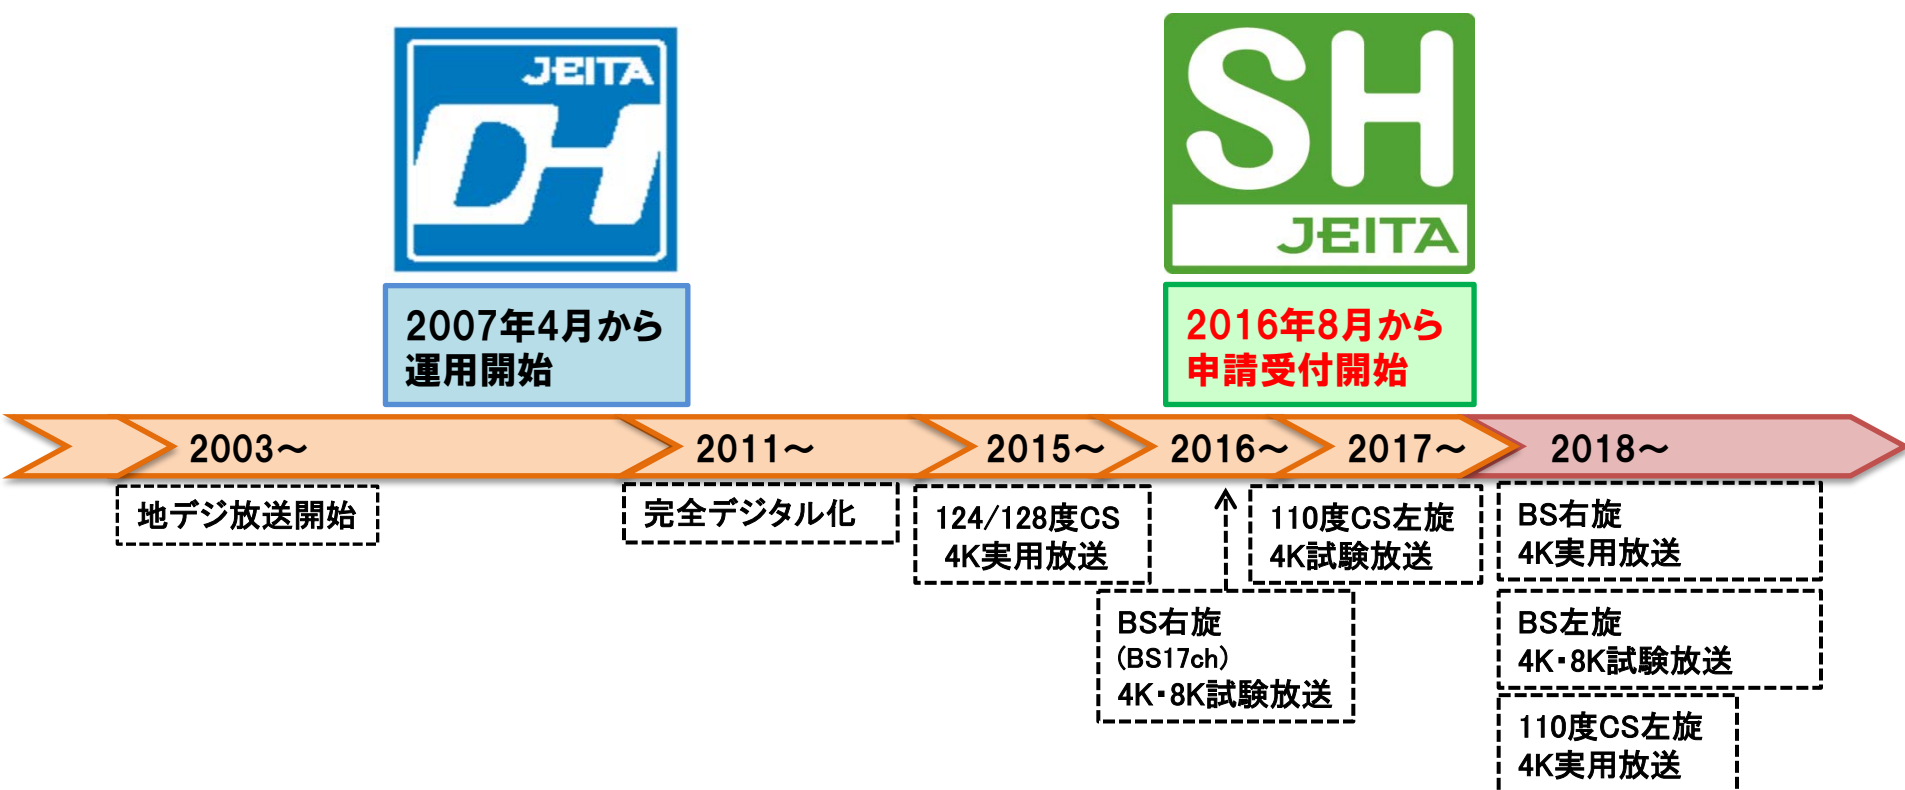 JEITA
DH
2007年4月から
運用開始
SH
JEITA
2016年8月から
申請受付開始
2003～
2011～
2015～
2016～
2017～
2018～
地デジ放送開始
完全デジタル化
124/128度CS
4K実用放送
BS右旋
(BS17ch)
4K・8K試験放送
110度CS左旋
4K試験放送
BS右旋
4K実用放送
BS左旋
4K・8K試験放送
110度CS左旋
4K実用放送